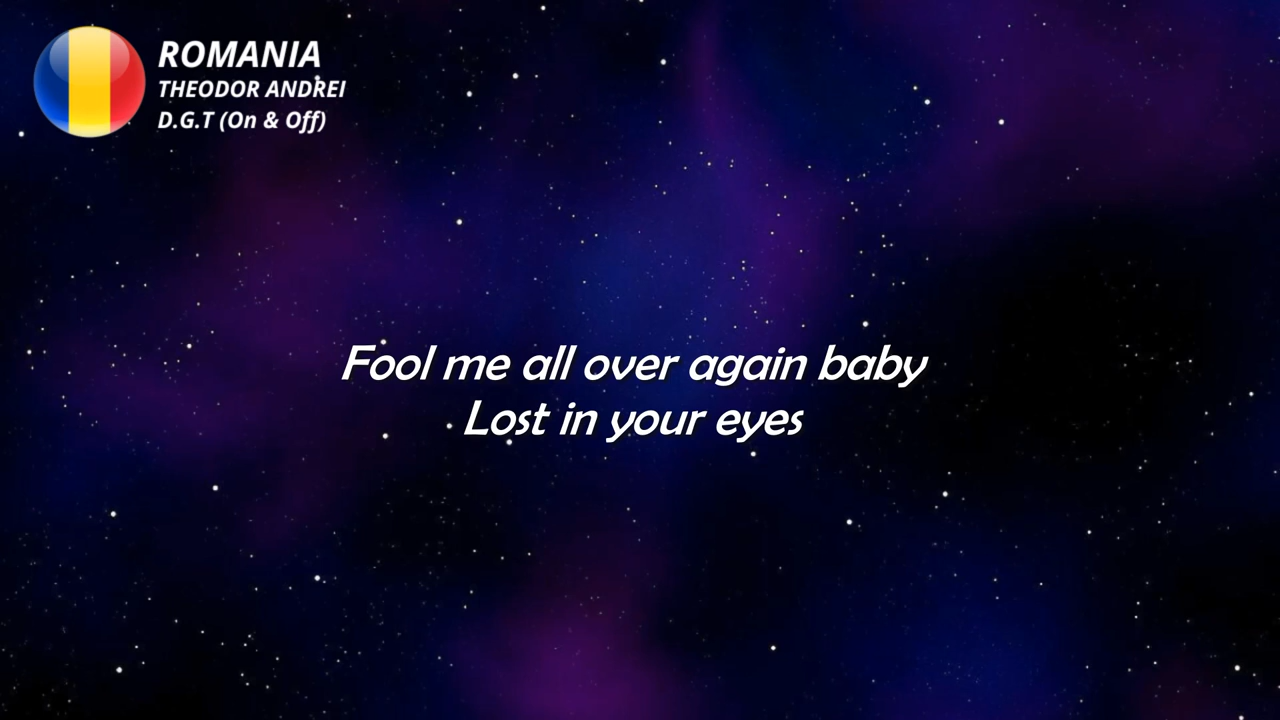 ROMANIA
THEODOR ANDREI
D.G.T (On & Off)
Fool me all over again baby
Lost in your eyes